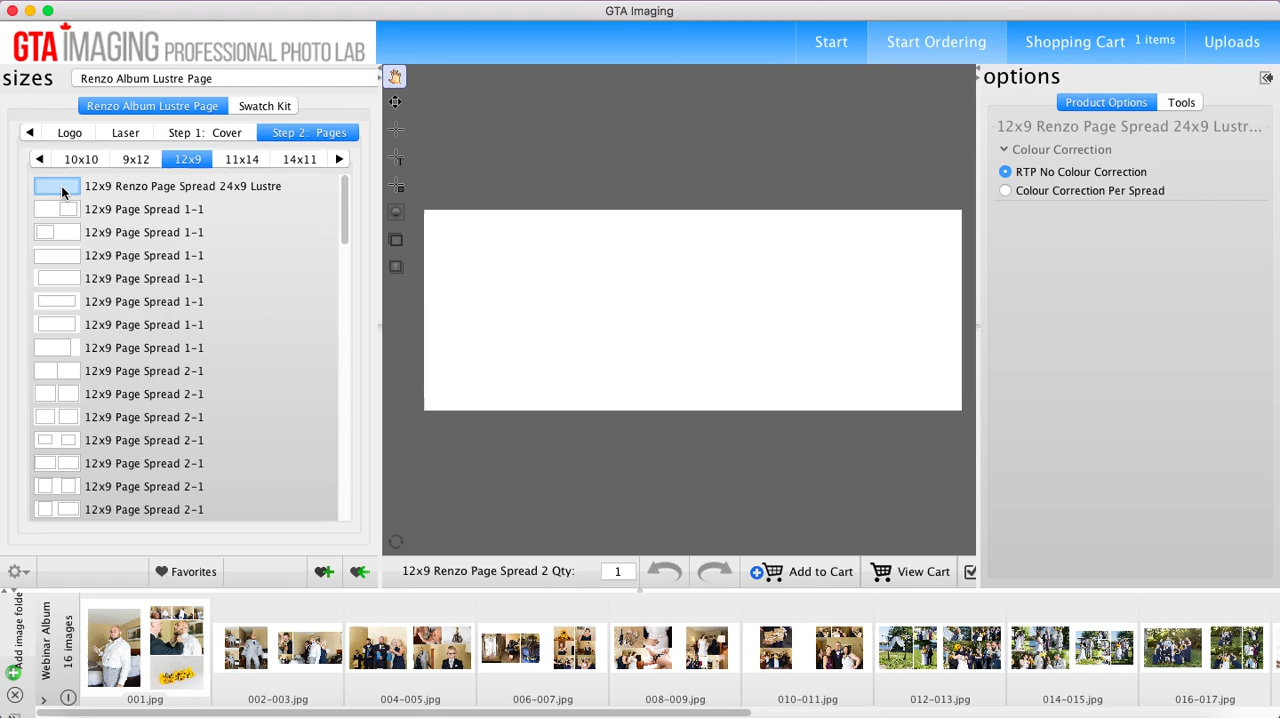 GTA Imaging
GTA IMAGING PROFESSIONAL PHOTO LAB
Start
Start Ordering
Shopping Cart 1 items
Uploads
sizes
Renzo Album Lustre Page
Renzo Album Lustre Page
Swatch Kit
Logo
Laser
Step 1: Cover
Step 2: Pages
10x10
9x12
12x9
11x14
14x11
12x9 Renzo Page Spread 24x9 Lustre
12x9 Page Spread 1-1
12x9 Page Spread 1-1
12x9 Page Spread 1-1
12x9 Page Spread 1-1
12x9 Page Spread 1-1
12x9 Page Spread 1-1
12x9 Page Spread 1-1
12x9 Page Spread 2-1
12x9 Page Spread 2-1
12x9 Page Spread 2-1
12x9 Page Spread 2-1
12x9 Page Spread 2-1
12x9 Page Spread 2-1
12x9 Page Spread 2-1
Favorites
options
Product Options
Tools
12x9 Renzo Page Spread 24x9 Lustr...
Colour Correction
RTP No Colour Correction
Colour Correction Per Spread
12x9 Renzo Page Spread 2 Qty:
1
Add to Cart
View Cart
Add image folde
Webinar Album
16 images
001.jpg
002-003.jpg
004-005.jpg
006-007.jpg
008-009.jpg
010-011.jpg
012-013.jpg
014-015.jpg
016-017.jpg